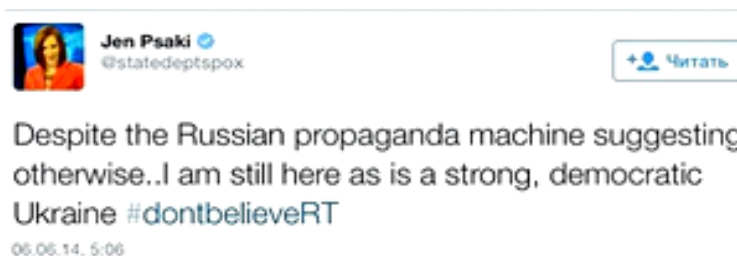 Jen Psaki
@statedeptspox
Читать
Despite the Russian propaganda machine suggesting
otherwise..I am still here as is a strong, democratic
Ukraine #dontbelieveRT
06.06.14, 5:06